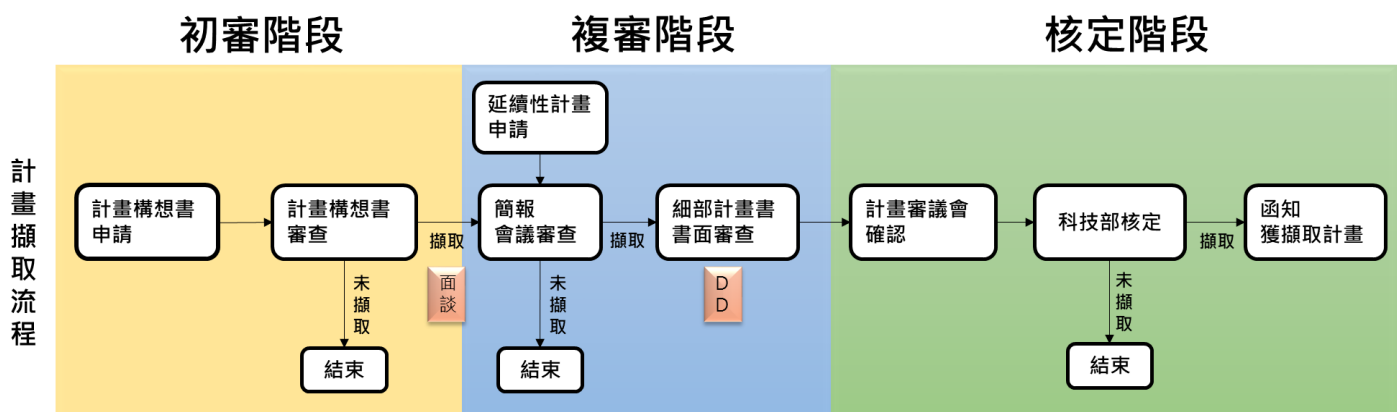 初審階段
複審階段
核定階段
計畫擷取流程
計畫構想書
申請
計畫構想書
審查
擷取
面談
未擷取
結束
延續性計畫
申請
簡報
會議審查
擷取
未擷取
結束
細部計畫書
書面審查
DD
計畫審議會
確認
科技部核定
擷取
未擷取
結束
函知
獲擷取計畫